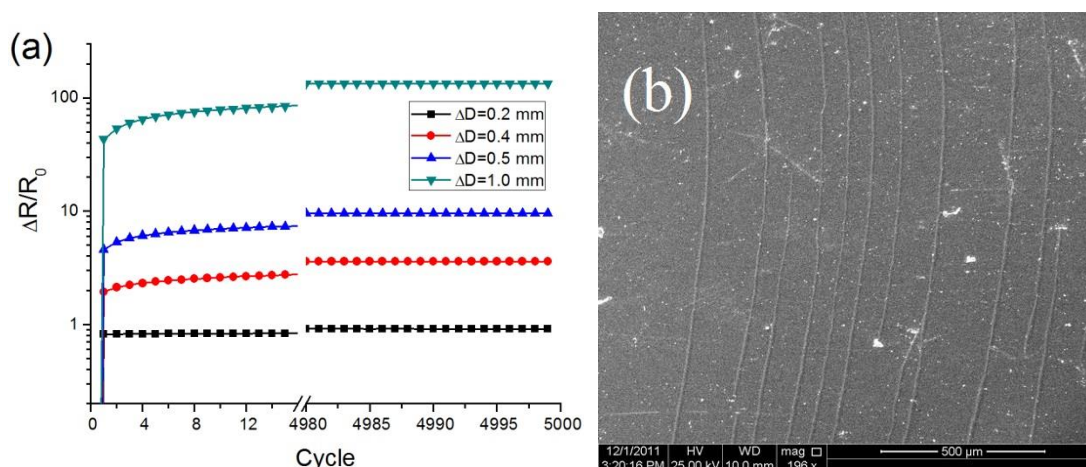 (a)
100
10
1
ΔR/R0
0
4
8
12
4980
4985
4990
4995
5000
Cycle
ΔD=0.2 mm
ΔD=0.4 mm
ΔD=0.5 mm
ΔD=1.0 mm
(b)
12/1/2011 HV WD mag □ 500 µm
3:20:16 PM 25.00 kV 10.0 mm 196 x